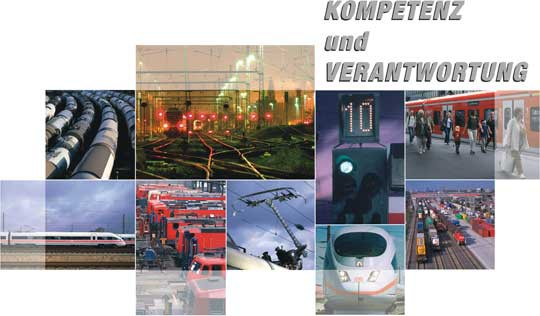 KOMPETENZ
und
VERANTWORTUNG
10